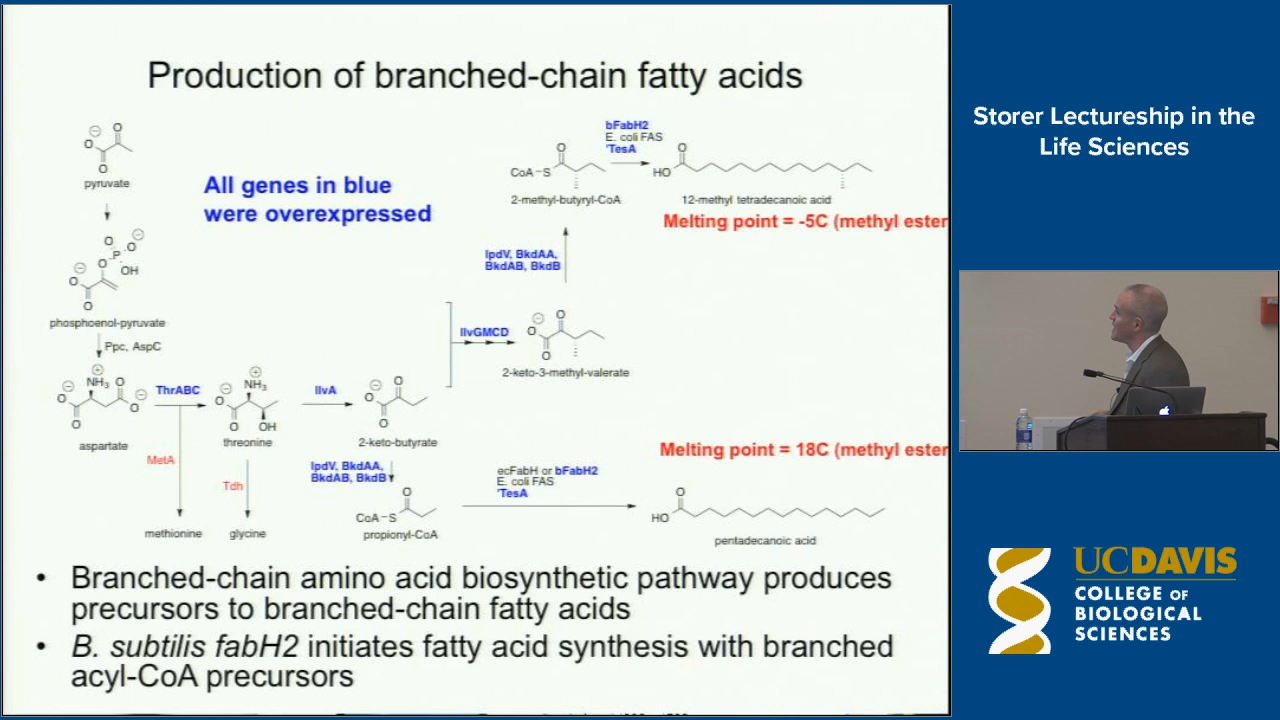 Production of branched-chain fatty acids
pyruvate
All genes in blue
were overexpressed
phosphoenol-pyruvate
Ppc, AspC
aspartate
ThrABC
threonine
IlvA
2-keto-butyrate
MetA
Tdh
methionine
glycine
lpdV, BkdAA,
BkdAB, BkdB
CoA-S
propionyl-CoA
IlvGMCD
2-keto-3-methyl-valerate
lpdV, BkdAA,
BkdAB, BkdB
CoA-S
2-methyl-butyryl-CoA
bFabH2
E. coli FAS
'TesA
HO
12-methyl tetradecanoic acid
Melting point = -5C (methyl ester
Melting point = 18C (methyl ester
ecFabH or bFabH2
E. coli FAS
'TesA
HO
pentadecanoic acid
O
O
O
O
O
P
O
OH
O
O
O
NH3
O
O
O
NH3
O
O
OH
O
O
O
O
O
O
O
O
O
O
• Branched-chain amino acid biosynthetic pathway produces
precursors to branched-chain fatty acids
• B. subtilis fabH2 initiates fatty acid synthesis with branched
acyl-CoA precursors
Storer Lectureship in the
Life Sciences
UCDAVIS
COLLEGE OF
BIOLOGICAL
SCIENCES